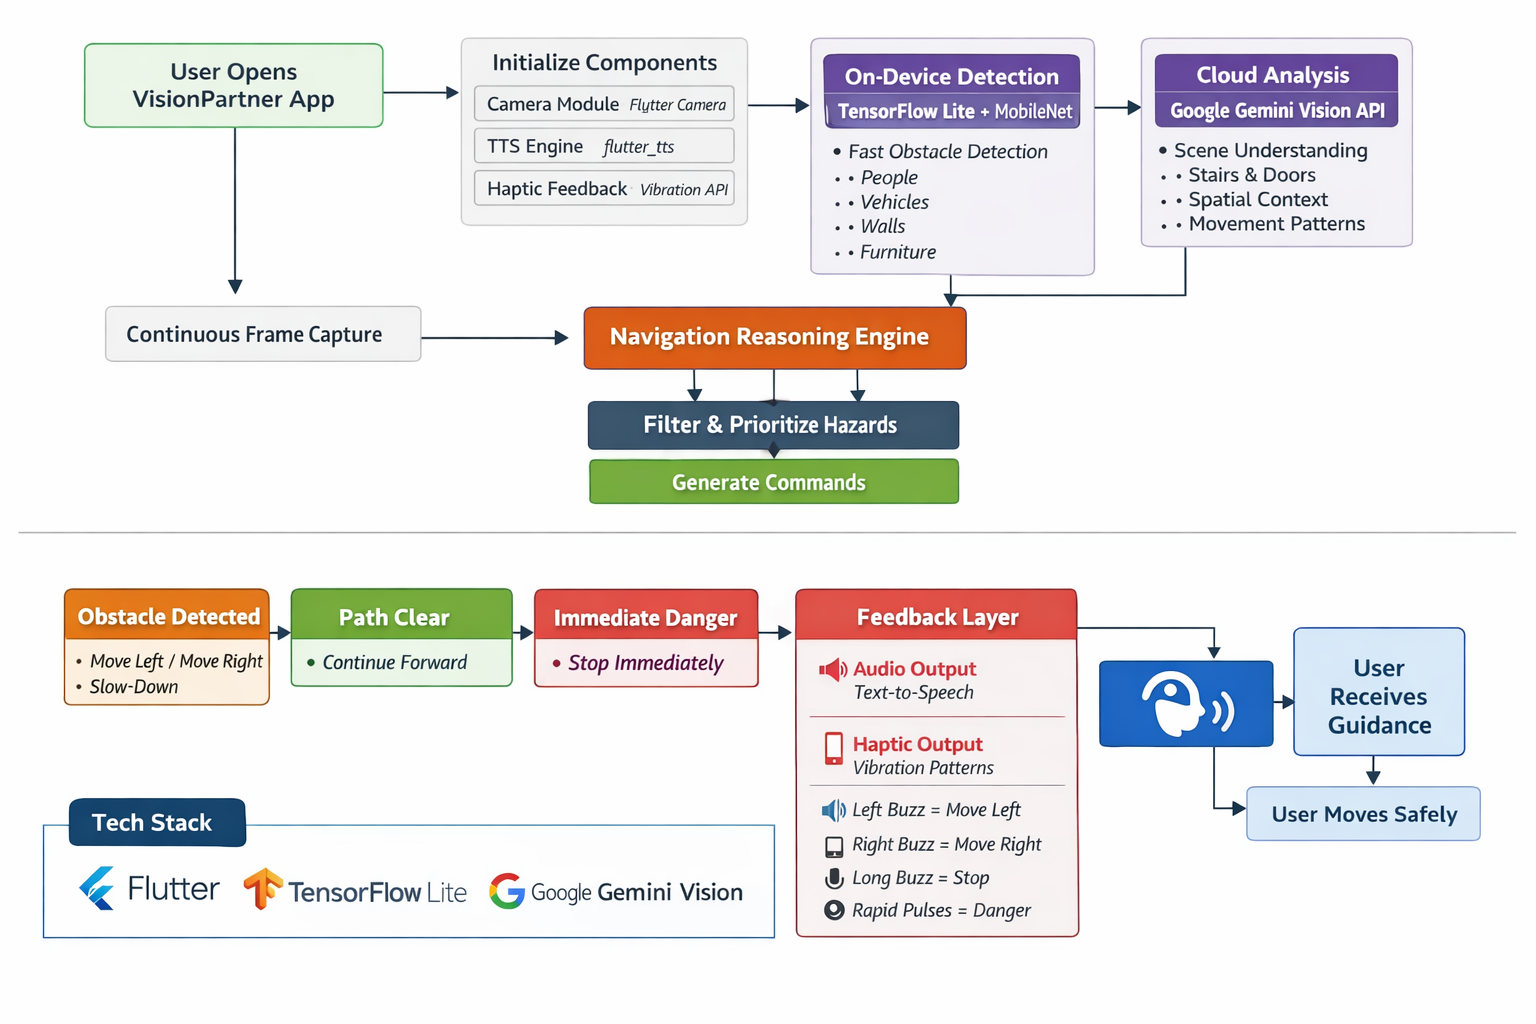 User Opens
VisionPartner App
Initialize Components
Camera Module Flytter Camera
TTS Engine flutter_tts
Haptic Feedback Vibration API
On-Device Detection
TensorFlow Lite + MobileNet
• Fast Obstacle Detection
• • People
• • Vehicles
• • Walls
• • Furniture
Cloud Analysis
Google Gemini Vision API
• Scene Understanding
• • Stairs & Doors
• • Spatial Context
• • Movement Patterns
Continuous Frame Capture
Navigation Reasoning Engine
Filter & Prioritize Hazards
Generate Commands
Obstacle Detected
• Move Left / Move Right
• Slow-Down
Path Clear
• Continue Forward
Immediate Danger
• Stop Immediately
Feedback Layer
Audio Output
Text-to-Speech
Haptic Output
Vibration Patterns
Left Buzz = Move Left
Right Buzz = Move Right
Long Buzz = Stop
Rapid Pulses = Danger
User
Receives
Guidance
User Moves Safely
Tech Stack
Flutter
TensorFlow Lite
Google Gemini Vision